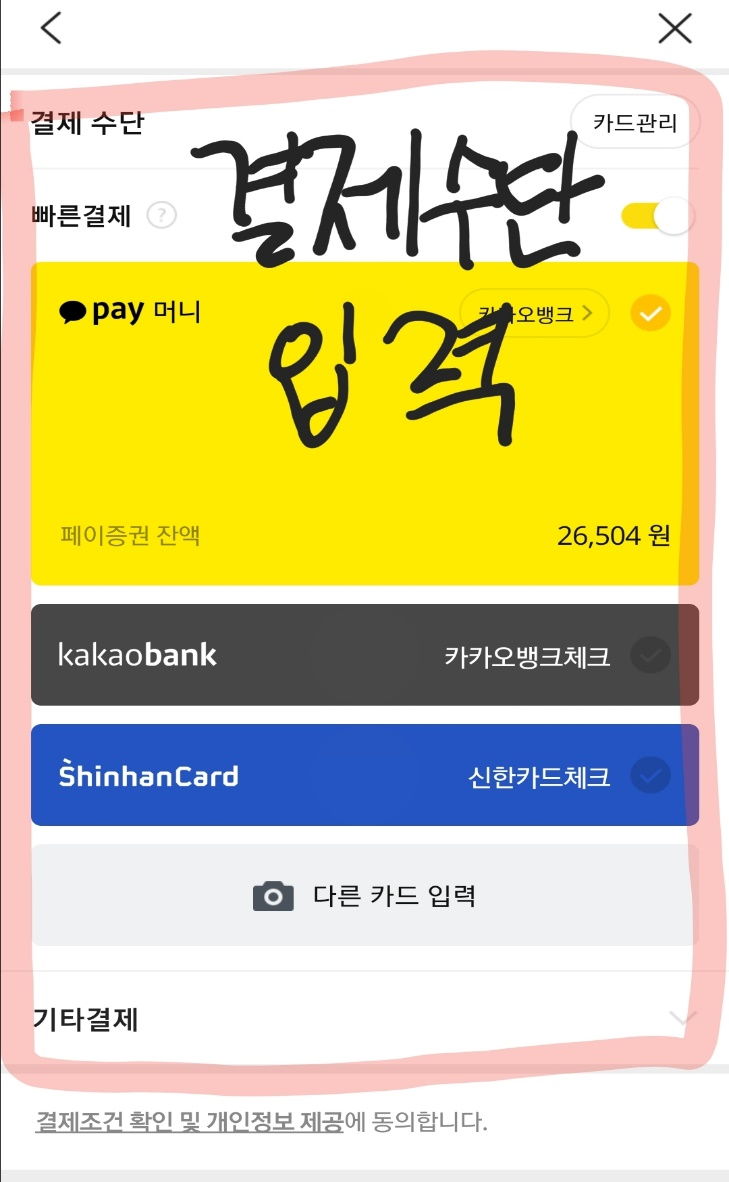 결제 수단 카드관리
결제수단
빠른결제 ?
pay 머니 카카오뱅크 >
입력
페이증권 잔액 26,504 원
kakaobank 카카오뱅크체크
ShinhanCard 신한카드체크
다른 카드 입력
기타결제
결제조건 확인 및 개인정보 제공에 동의합니다.